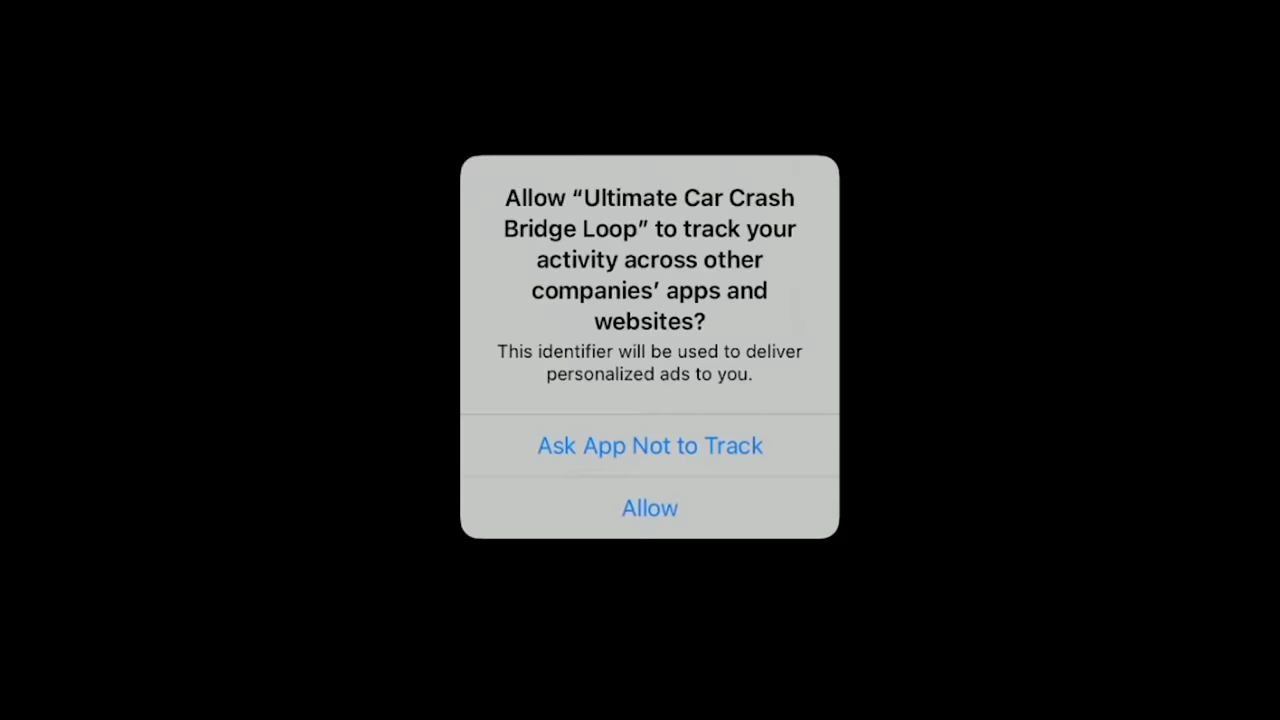 Allow “Ultimate Car Crash
Bridge Loop” to track your
activity across other
companies’ apps and
websites?
This identifier will be used to deliver
personalized ads to you.
Ask App Not to Track
Allow